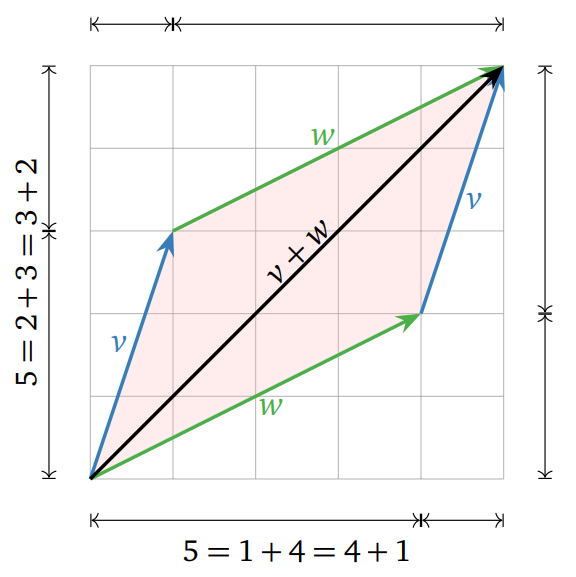 w
v
v + w
5 = 2 + 3 = 3 + 2
v
w
5 = 1 + 4 = 4 + 1